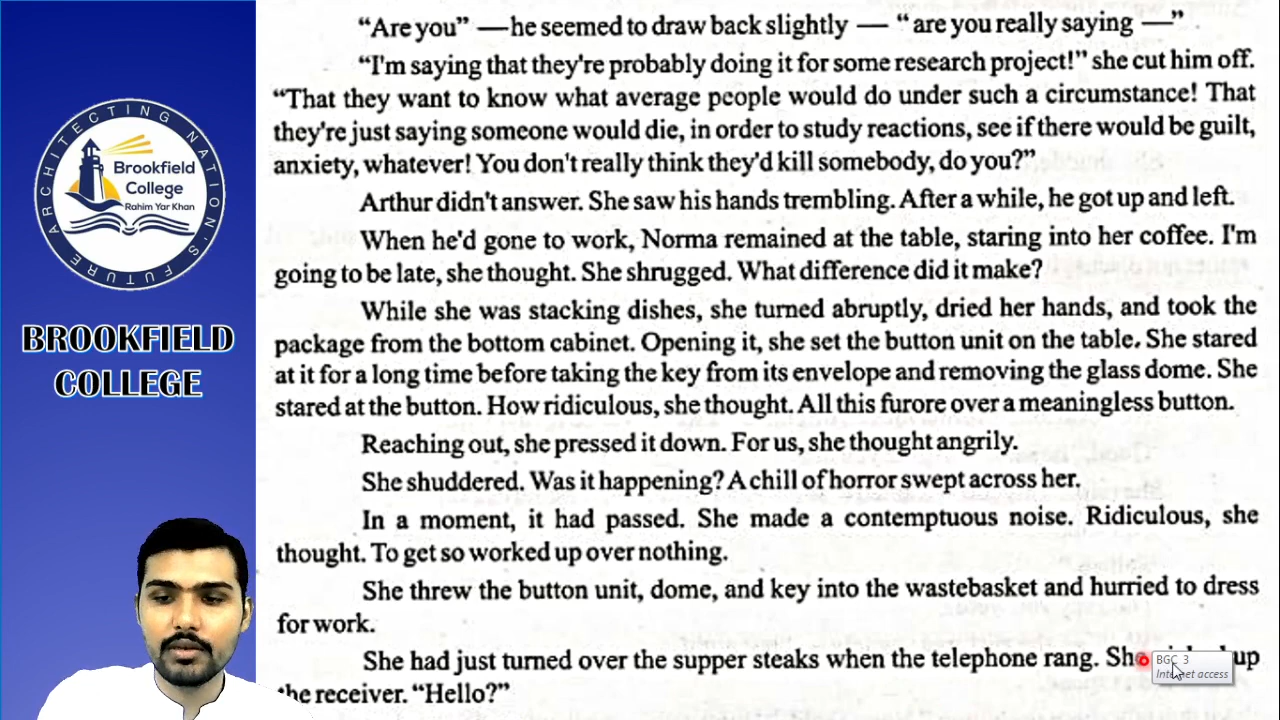 ARCHITECTING NATION'S FUTURE
Brookfield
College
Rahim Yar Khan
BROOKFIELD
COLLEGE
“Are you” —he seemed to draw back slightly — “are you really saying —”
“I'm saying that they're probably doing it for some research project!” she cut him off.
“That they want to know what average people would do under such a circumstance! That
they're just saying someone would die, in order to study reactions, see if there would be guilt,
anxiety, whatever! You don't really think they'd kill somebody, do you?”
Arthur didn't answer. She saw his hands trembling. After a while, he got up and left.
When he'd gone to work, Norma remained at the table, staring into her coffee. I'm
going to be late, she thought. She shrugged. What difference did it make?
While she was stacking dishes, she turned abruptly, dried her hands, and took the
package from the bottom cabinet. Opening it, she set the button unit on the table. She stared
at it for a long time before taking the key from its envelope and removing the glass dome. She
stared at the button. How ridiculous, she thought. All this furore over a meaningless button.
Reaching out, she pressed it down. For us, she thought angrily.
She shuddered. Was it happening? A chill of horror swept across her.
In a moment, it had passed. She made a contemptuous noise. Ridiculous, she
thought. To get so worked up over nothing.
She threw the button unit, dome, and key into the wastebasket and hurried to dress
for work.
She had just turned over the supper steaks when the telephone rang. She up
the receiver. “Hello?”
BGC 3
Internet access